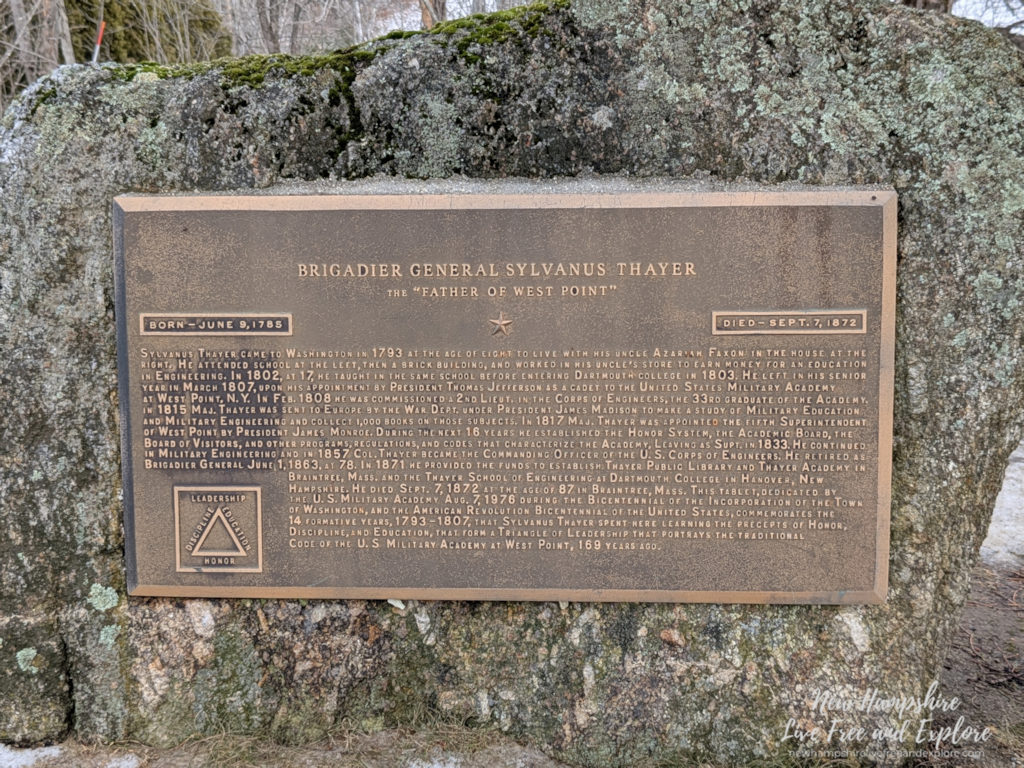 BRIGADIER GENERAL SYLVANUS THAYER
THE "FATHER OF WEST POINT"
BORN – JUNE 9, 1785
DIED – SEPT. 7, 1872
SYLVANUS THAYER CAME TO WASHINGTON IN 1793 AT THE AGE OF EIGHT TO LIVE WITH HIS UNCLE AZARIAH FAXON IN THE HOUSE AT THE
RIGHT. HE ATTENDED SCHOOL AT THE LEFT, THEN A BRICK BUILDING, AND WORKED IN HIS UNCLE'S STORE TO EARN MONEY FOR AN EDUCATION
IN ENGINEERING. IN 1802, AT 17, HE TAUGHT IN THE SAME SCHOOL BEFORE ENTERING DARTMOUTH COLLEGE IN 1803. HE LEFT IN HIS SENIOR
YEAR IN MARCH 1807, UPON HIS APPOINTMENT BY PRESIDENT THOMAS JEFFERSON AS A CADET TO THE UNITED STATES MILITARY ACADEMY
AT WEST POINT, N.Y. IN FEB. 1808 HE WAS COMMISSIONED A 2ND LIEUT. IN THE CORPS OF ENGINEERS, THE 33RD GRADUATE OF THE ACADEMY.
IN 1815 MAJ. THAYER WAS SENT TO EUROPE BY THE WAR DEPT. UNDER PRESIDENT JAMES MADISON TO MAKE A STUDY OF MILITARY EDUCATION
AND MILITARY ENGINEERING AND COLLECT 1,000 BOOKS ON THOSE SUBJECTS. IN 1817 MAJ. THAYER WAS APPOINTED THE FIFTH SUPERINTENDENT
OF WEST POINT BY PRESIDENT JAMES MONROE. DURING THE NEXT 16 YEARS HE ESTABLISHED THE HONOR SYSTEM, THE ACADEMIC BOARD, THE
BOARD OF VISITORS, AND OTHER PROGRAMS, REGULATIONS, AND CODES THAT CHARACTERIZE THE ACADEMY, LEAVING AS SUPT. IN 1833. HE CONTINUED
IN MILITARY ENGINEERING AND IN 1857 COL. THAYER BECAME THE COMMANDING OFFICER OF THE U.S. CORPS OF ENGINEERS. HE RETIRED AS
BRIGADIER GENERAL JUNE 1, 1863, AT 78. IN 1871 HE PROVIDED THE FUNDS TO ESTABLISH THAYER PUBLIC LIBRARY AND THAYER ACADEMY IN
BRAINTREE, MASS. AND THE THAYER SCHOOL OF ENGINEERING AT DARTMOUTH COLLEGE IN HANOVER, NEW
HAMPSHIRE. HE DIED SEPT. 7, 1872 AT THE AGE OF 87 IN BRAINTREE, MASS. THIS TABLET, DEDICATED BY
THE U.S. MILITARY ACADEMY AUG. 7, 1976 DURING THE BICENTENNIAL OF THE INCORPORATION OF THE TOWN
OF WASHINGTON, AND THE AMERICAN REVOLUTION BICENTENNIAL OF THE UNITED STATES, COMMEMORATES THE
14 FORMATIVE YEARS, 1793–1807, THAT SYLVANUS THAYER SPENT HERE LEARNING THE PRECEPTS OF HONOR,
DISCIPLINE, AND EDUCATION, THAT FORM A TRIANGLE OF LEADERSHIP THAT PORTRAYS THE TRADITIONAL
CODE OF THE U.S MILITARY ACADEMY AT WEST POINT, 169 YEARS AGO.
LEADERSHIP
DISCIPLINE
EDUCATION
HONOR
New Hampshire
Live Free and Explore
newhampshirelivefreeandexplore.com